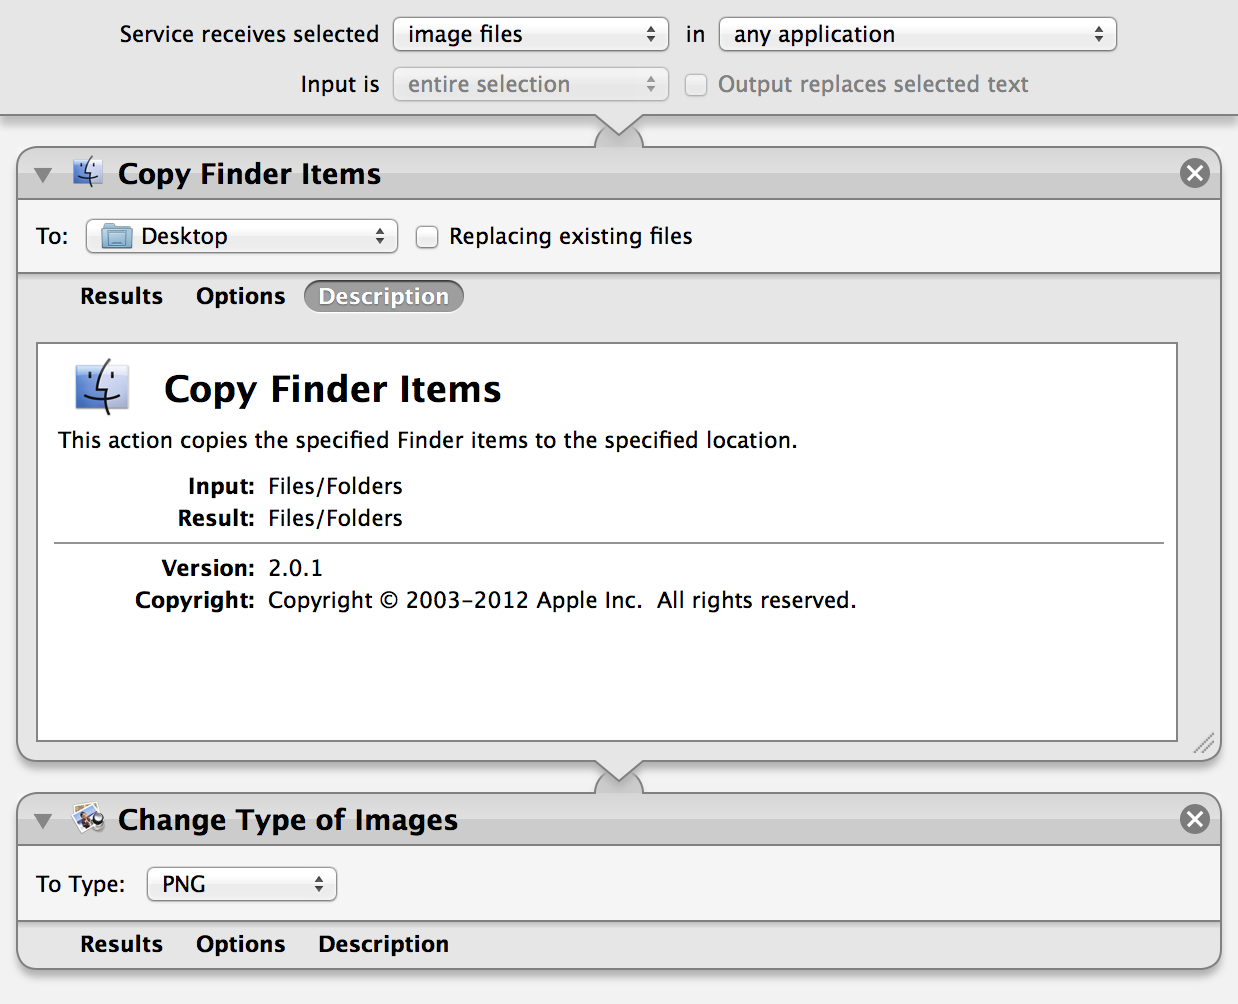 Service receives selected image files in any application
Input is entire selection Output replaces selected text
Copy Finder Items
To: Desktop Replacing existing files
Results Options Description
Copy Finder Items
This action copies the specified Finder items to the specified location.
Input: Files/Folders
Result: Files/Folders
Version: 2.0.1
Copyright: Copyright © 2003-2012 Apple Inc. All rights reserved.
Change Type of Images
To Type: PNG
Results Options Description